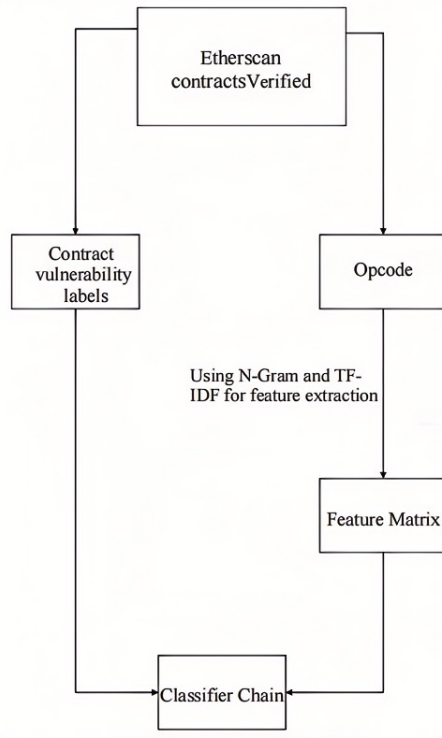 Etherscan
contractsVerified
Contract
vulnerability
labels
Opcode
Using N-Gram and TF-
IDF for feature extraction
Feature Matrix
Classifier Chain